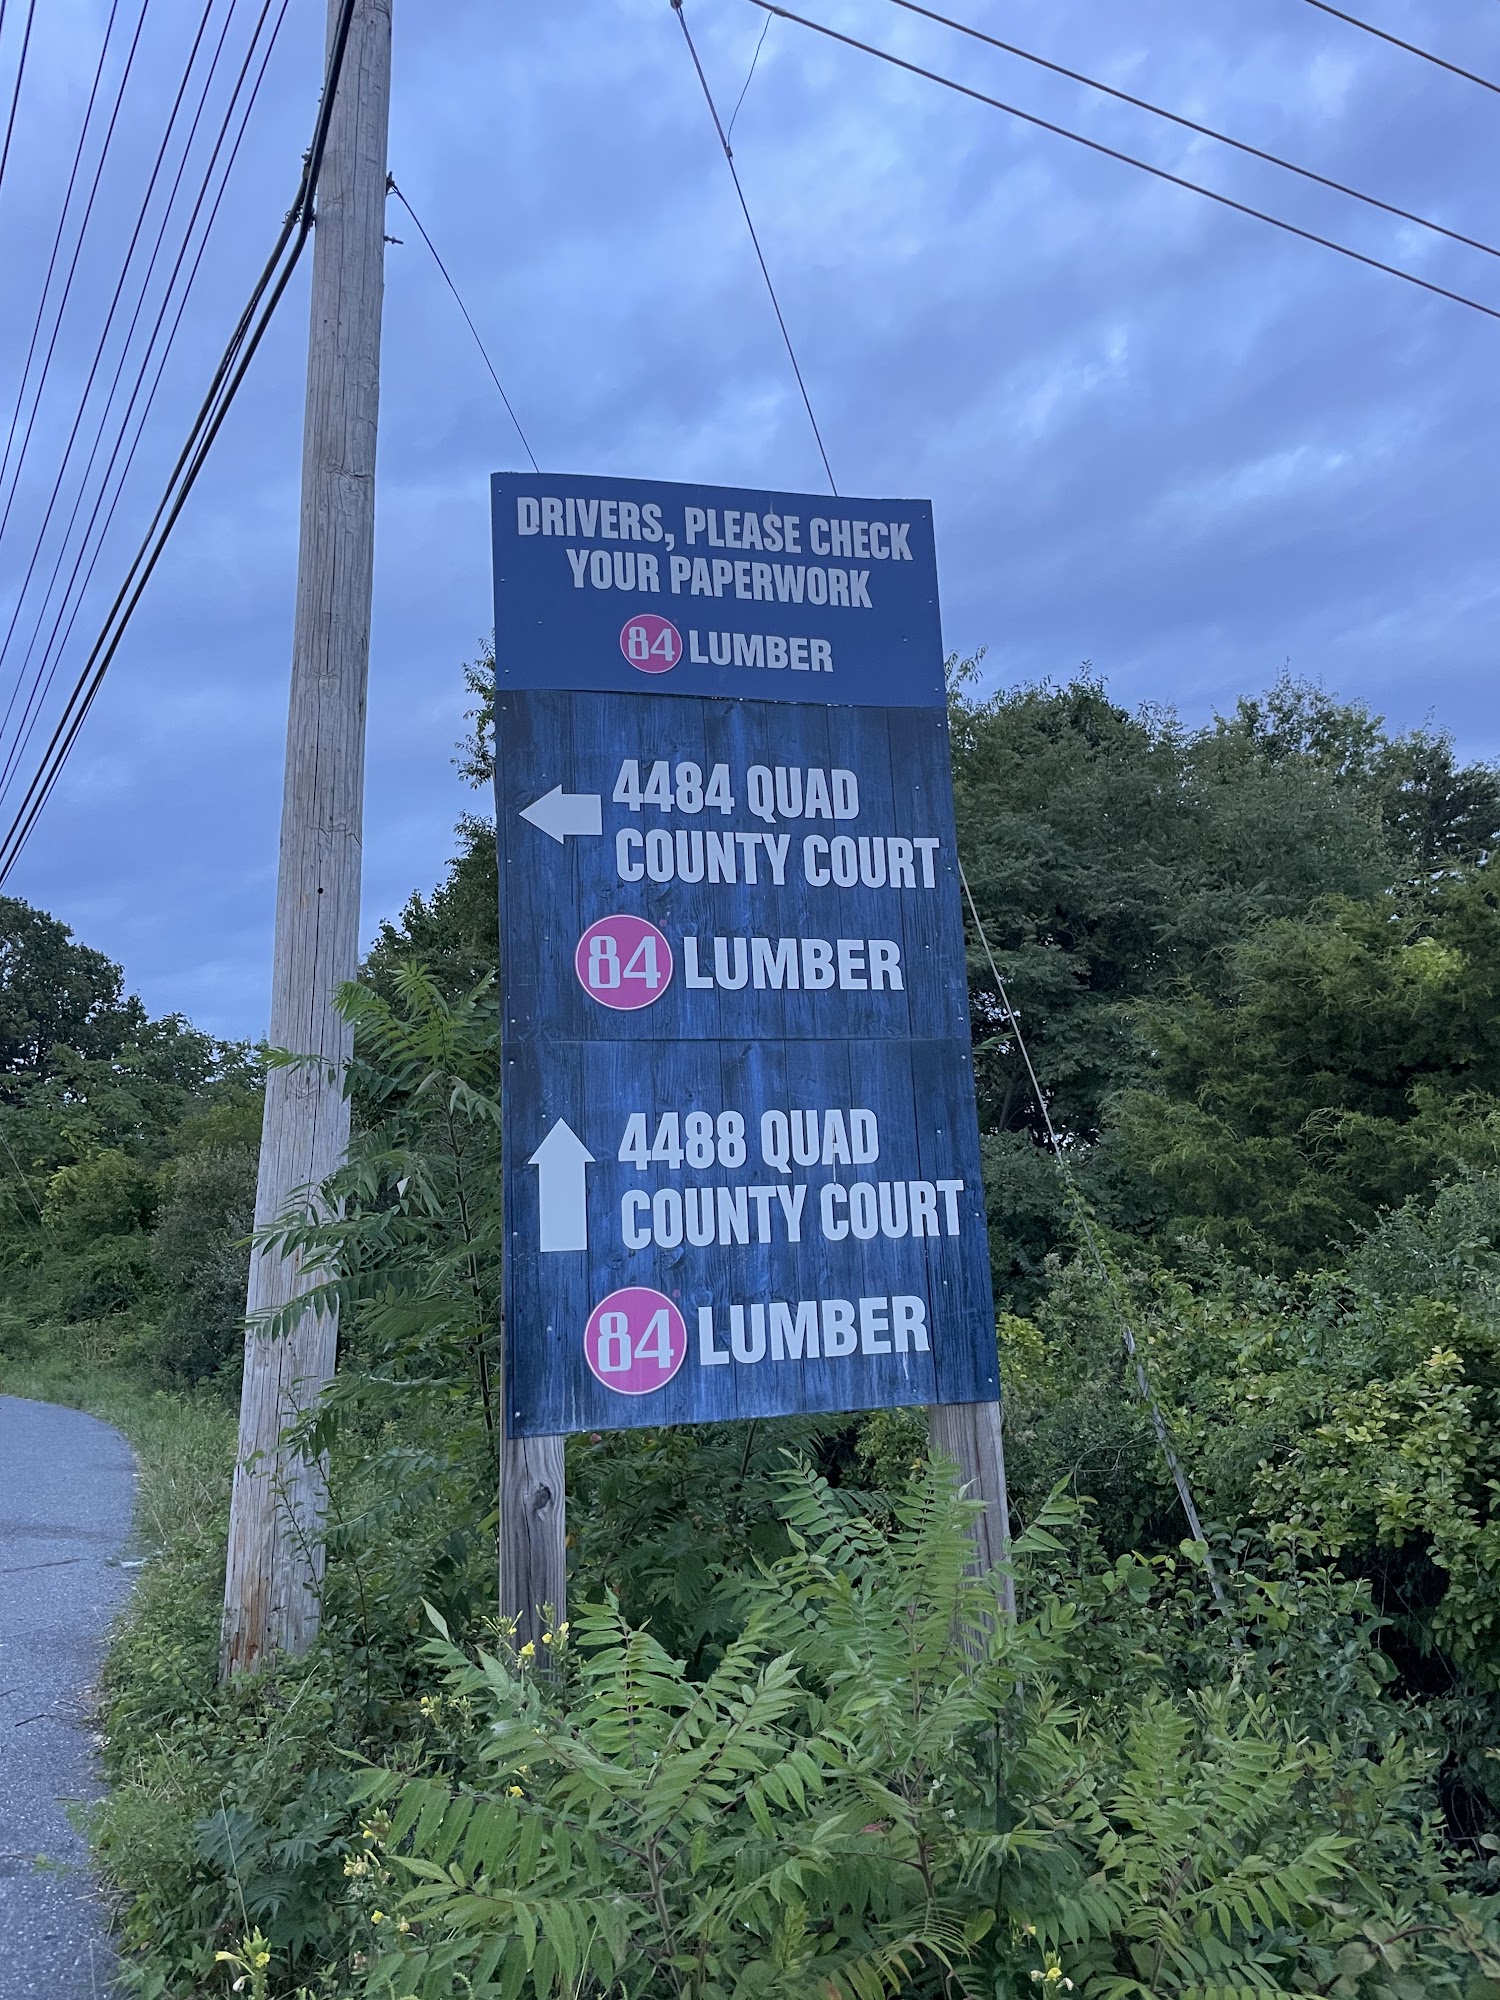 DRIVERS, PLEASE CHECK
YOUR PAPERWORK
84 LUMBER
4484 QUAD
COUNTY COURT
84 LUMBER
4488 QUAD
COUNTY COURT
84 LUMBER